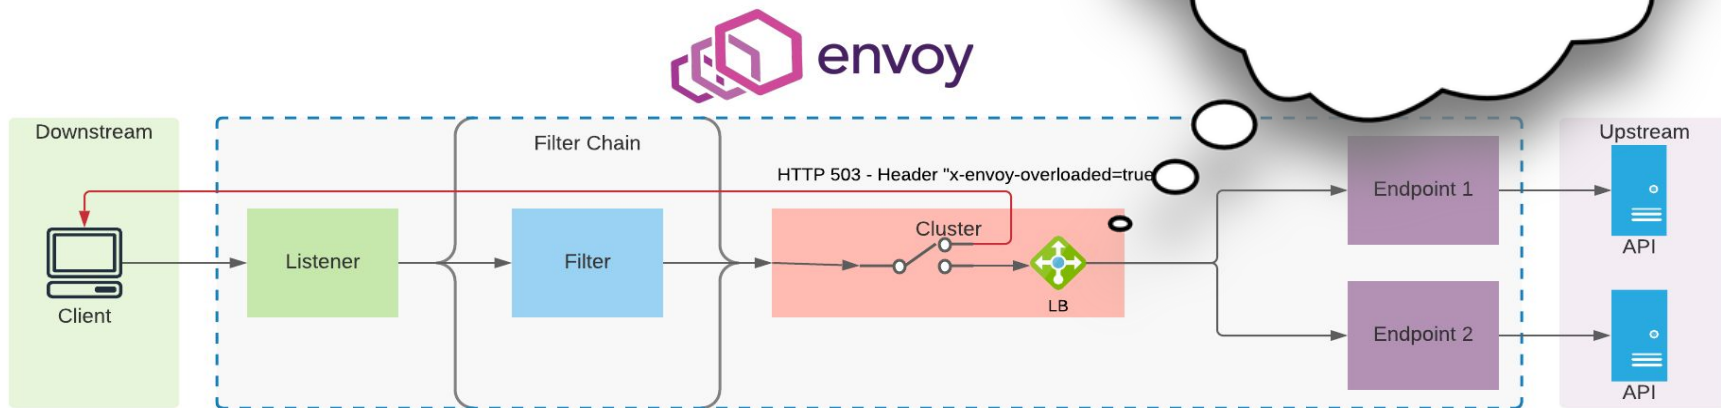 envoy
Downstream
Filter Chain
Upstream
HTTP 503 - Header "x-envoy-overloaded=true
Endpoint 1
Cluster
Listener
Filter
API
LB
Client
Endpoint 2
API